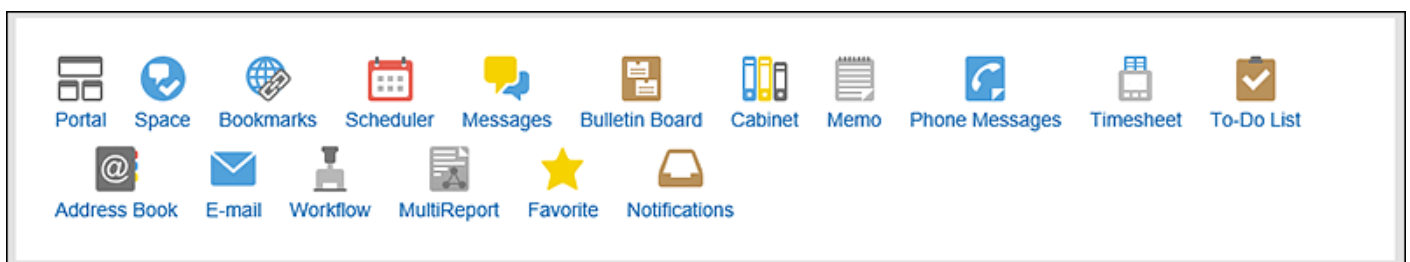 Portal Space Bookmarks Scheduler Messages Bulletin Board Cabinet Memo Phone Messages Timesheet To-Do List
@
Address Book E-mail Workflow MultiReport Favorite Notifications